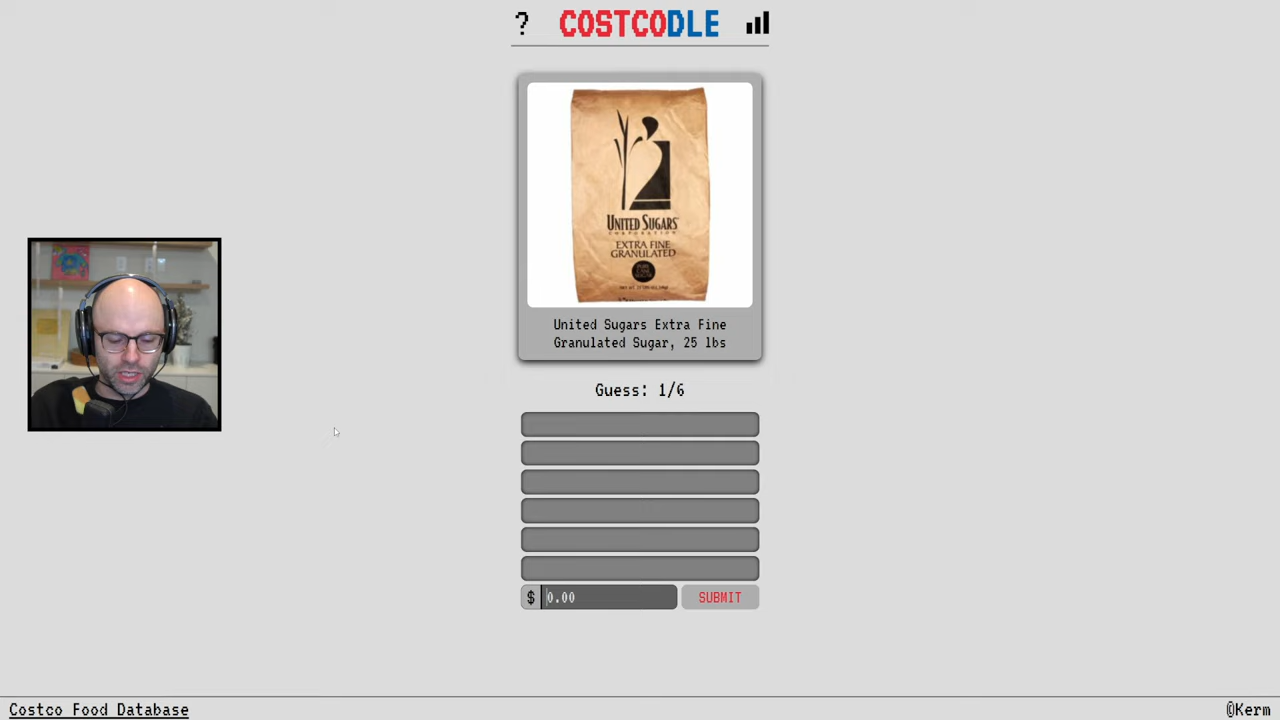 ?
COSTCODLE
UNITED SUGARS
CORPORATION
EXTRA FINE
GRANULATED
United Sugars Extra Fine
Granulated Sugar, 25 lbs
Guess: 1/6
$ 0.00 SUBMIT
Costco Food Database
@Kerm